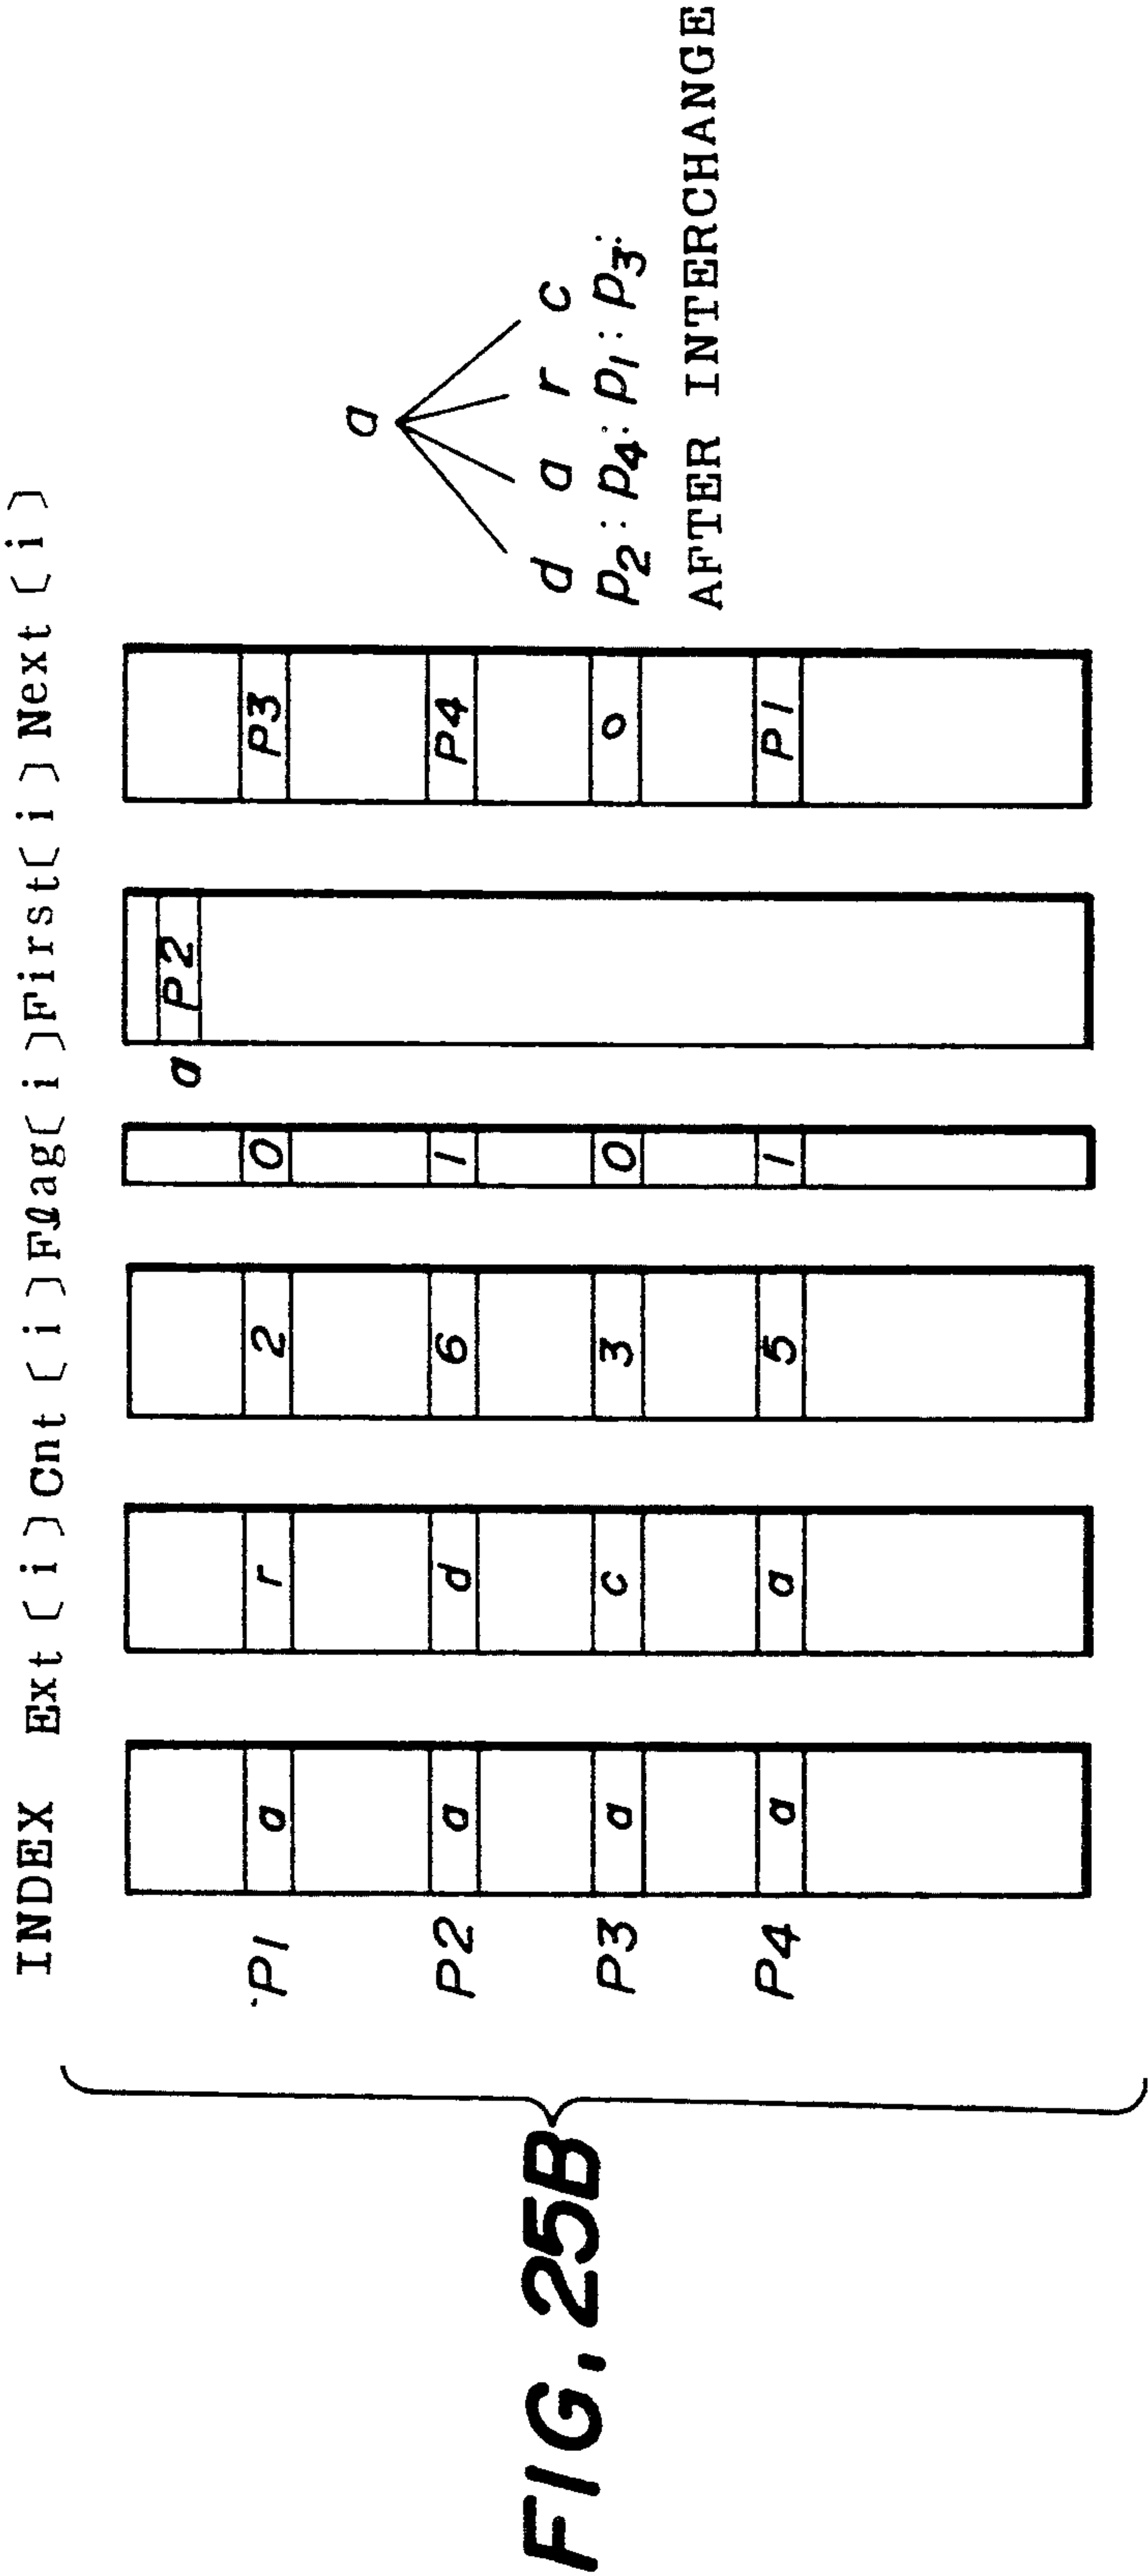 INDEX Ext(i) Cnt(i) Flag(i) First(i) Next(i)
a P2
P1 a r 2 0 P3
P2 a d 6 1 P4
P3 a c 3 0 0
P4 a a 5 1 P1
a
d a r c
P2 : P4 : P1 : P3 :
AFTER INTERCHANGE
FIG. 25B